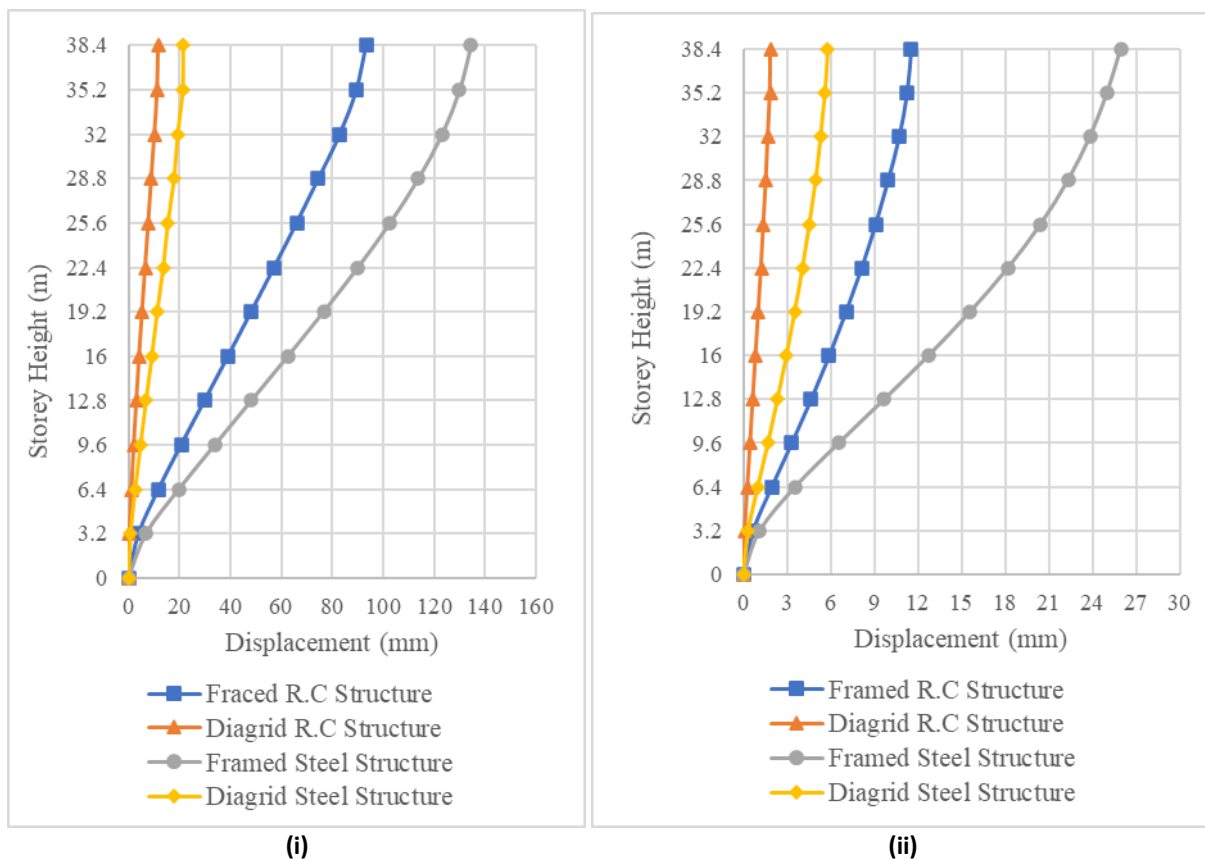 38.4
35.2
32
28.8
25.6
22.4
19.2
16
12.8
9.6
6.4
3.2
0
Storey Height (m)
0 20 40 60 80 100 120 140 160
Displacement (mm)
Fraced R.C Structure
Diagrid R.C Structure
Framed Steel Structure
Diagrid Steel Structure
(i)
38.4
35.2
32
28.8
25.6
22.4
19.2
16
12.8
9.6
6.4
3.2
0
Storey Height (m)
0 3 6 9 12 15 18 21 24 27 30
Displacement (mm)
Framed R.C Structure
Diagrid R.C Structure
Framed Steel Structure
Diagrid Steel Structure
(ii)